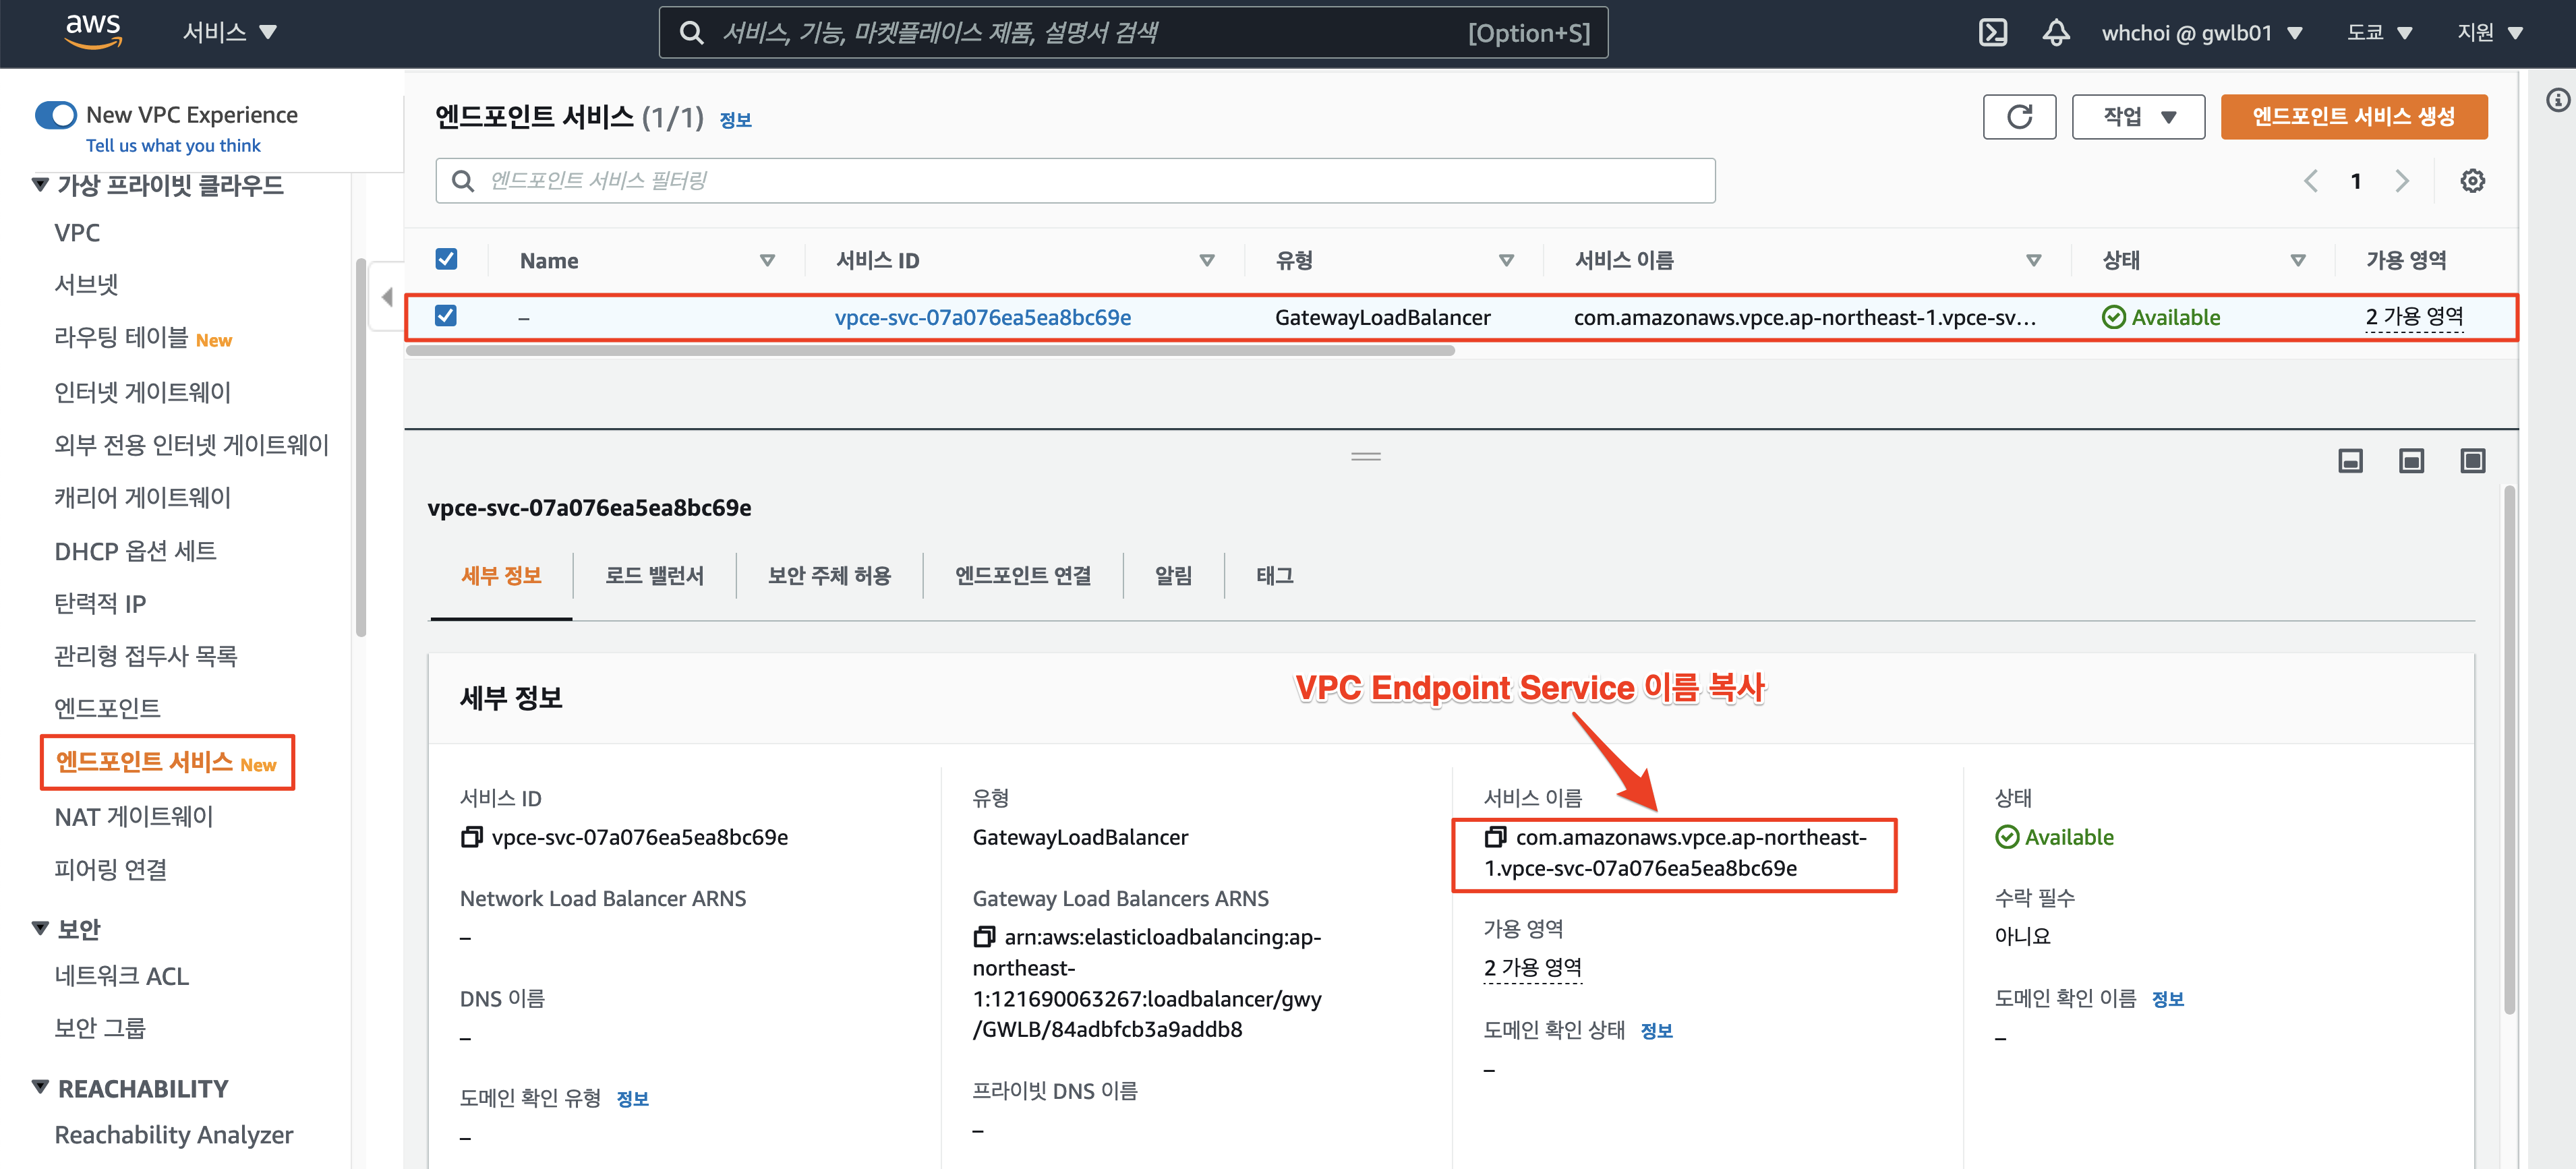 aws
서비스 ▼
서비스, 기능, 마켓플레이스 제품, 설명서 검색
[Option+S]
whchoi @ gwlb01 ▼
도쿄 ▼
지원 ▼
New VPC Experience
Tell us what you think
가상 프라이빗 클라우드
VPC
서브넷
라우팅 테이블 New
인터넷 게이트웨이
외부 전용 인터넷 게이트웨이
캐리어 게이트웨이
DHCP 옵션 세트
탄력적 IP
관리형 접두사 목록
엔드포인트
엔드포인트 서비스 New
NAT 게이트웨이
피어링 연결
보안
네트워크 ACL
보안 그룹
REACHABILITY
Reachability Analyzer
엔드포인트 서비스 (1/1) 정보
작업 ▼
엔드포인트 서비스 생성
엔드포인트 서비스 필터링
1
Name
서비스 ID
유형
서비스 이름
상태
가용 영역
–
vpce-svc-07a076ea5ea8bc69e
GatewayLoadBalancer
com.amazonaws.vpce.ap-northeast-1.vpce-sv...
Available
2 가용 영역
vpce-svc-07a076ea5ea8bc69e
세부 정보
로드 밸런서
보안 주체 허용
엔드포인트 연결
알림
태그
세부 정보
VPC Endpoint Service 이름 복사
서비스 ID
vpce-svc-07a076ea5ea8bc69e
Network Load Balancer ARNS
–
DNS 이름
–
도메인 확인 유형 정보
–
유형
GatewayLoadBalancer
Gateway Load Balancers ARNS
arn:aws:elasticloadbalancing:ap-
northeast-
1:121690063267:loadbalancer/gwy
/GWLB/84adbfcb3a9addb8
프라이빗 DNS 이름
–
서비스 이름
com.amazonaws.vpce.ap-northeast-
1.vpce-svc-07a076ea5ea8bc69e
가용 영역
2 가용 영역
도메인 확인 상태 정보
–
상태
Available
수락 필수
아니요
도메인 확인 이름 정보
–